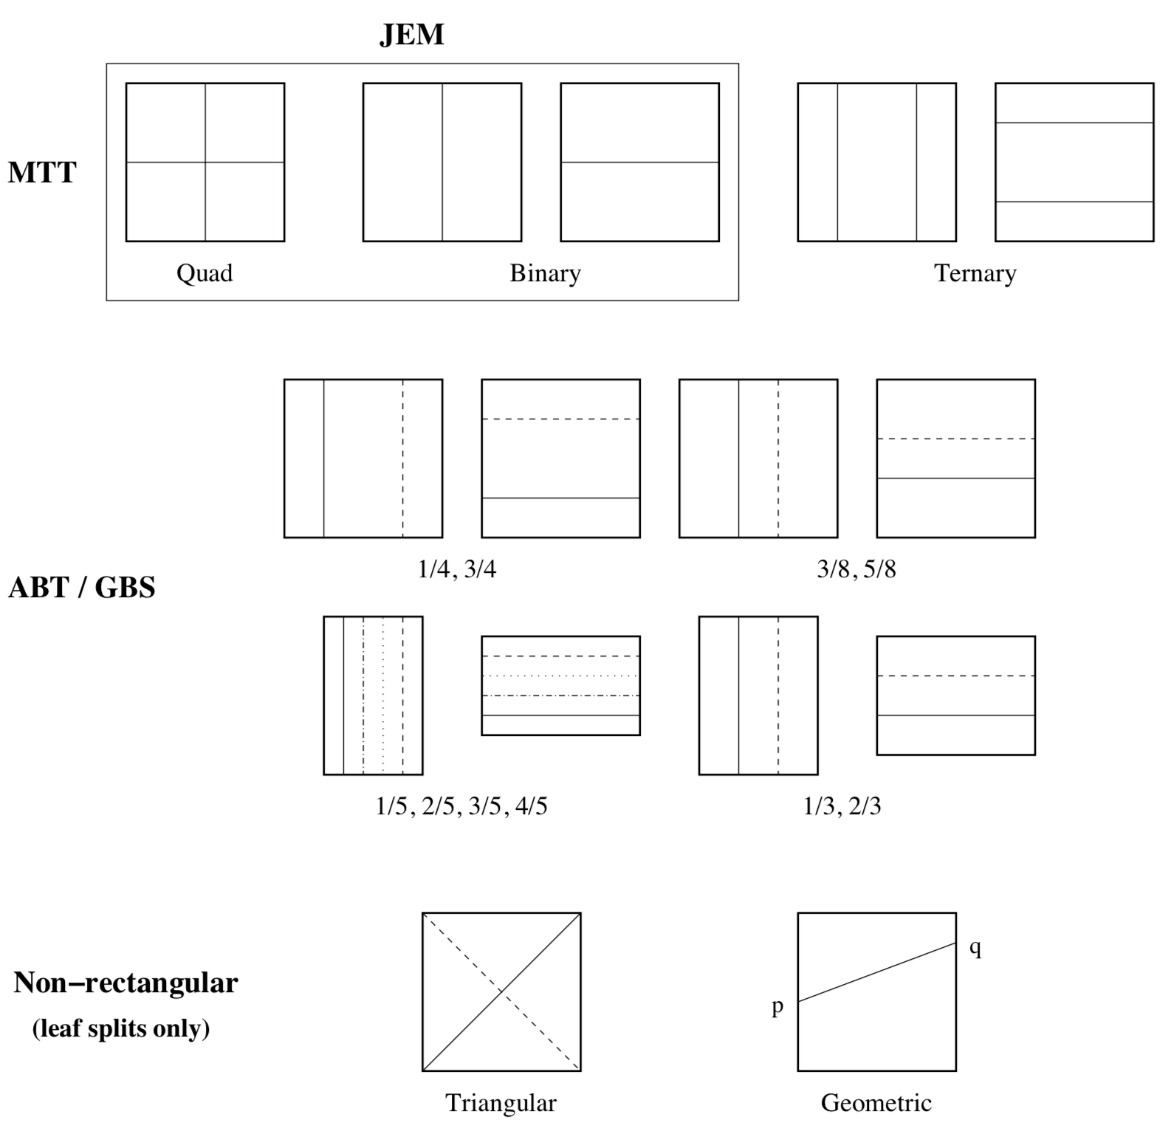 JEM
MTT
Quad
Binary
Ternary
1/4, 3/4
3/8, 5/8
ABT / GBS
1/5, 2/5, 3/5, 4/5
1/3, 2/3
Non−rectangular
(leaf splits only)
q
p
Triangular
Geometric